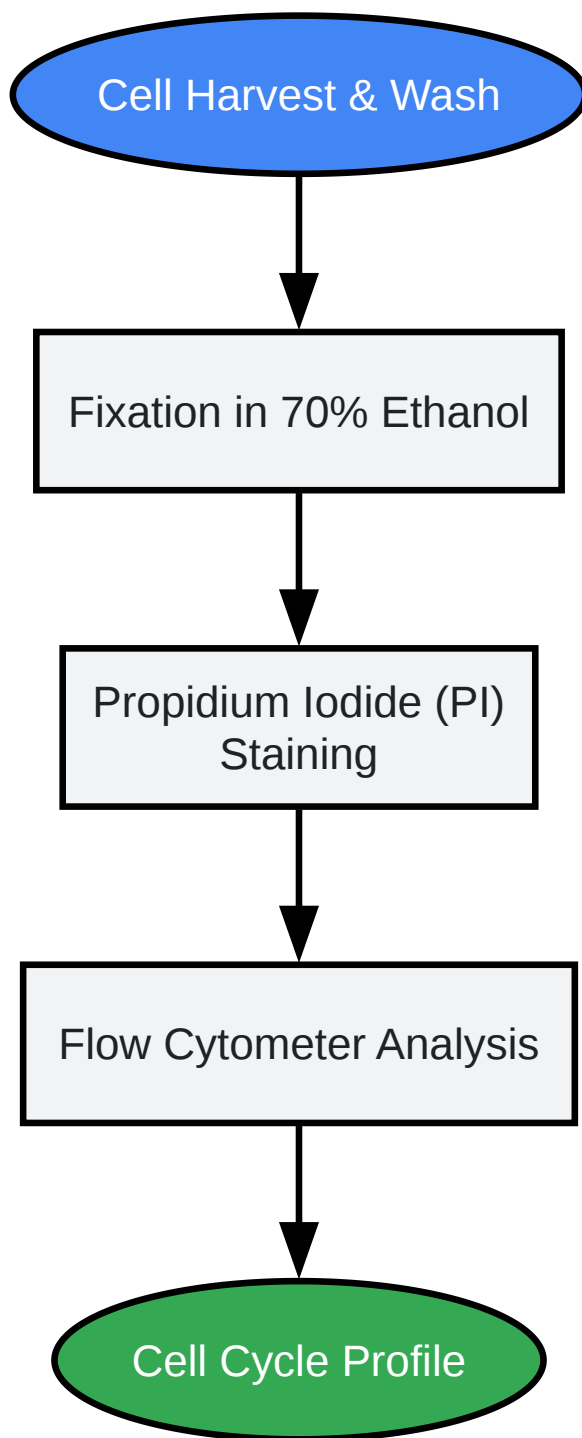 Cell Harvest & Wash
Fixation in 70% Ethanol
Propidium Iodide (PI)
Staining
Flow Cytometer Analysis
Cell Cycle Profile